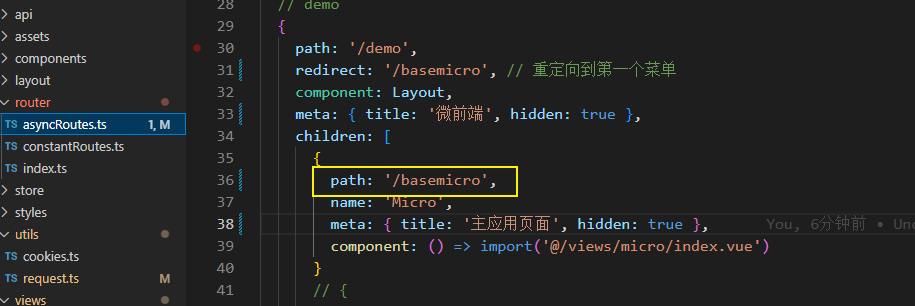 api
assets
components
layout
router
TS asyncRoutes.ts 1, M
TS constantRoutes.ts
TS index.ts
store
styles
utils
TS cookies.ts
TS request.ts M
views
28 // demo
29 {
30 path: '/demo',
31 redirect: '/basemicro', // 重定向到第一个菜单
32 component: Layout,
33 meta: { title: '微前端', hidden: true },
34 children: [
35 {
36 path: '/basemicro',
37 name: 'Micro',
38 meta: { title: '主应用页面', hidden: true }, You, 6分钟前 • Unc
39 component: () => import('@/views/micro/index.vue')
40 }
41 // {